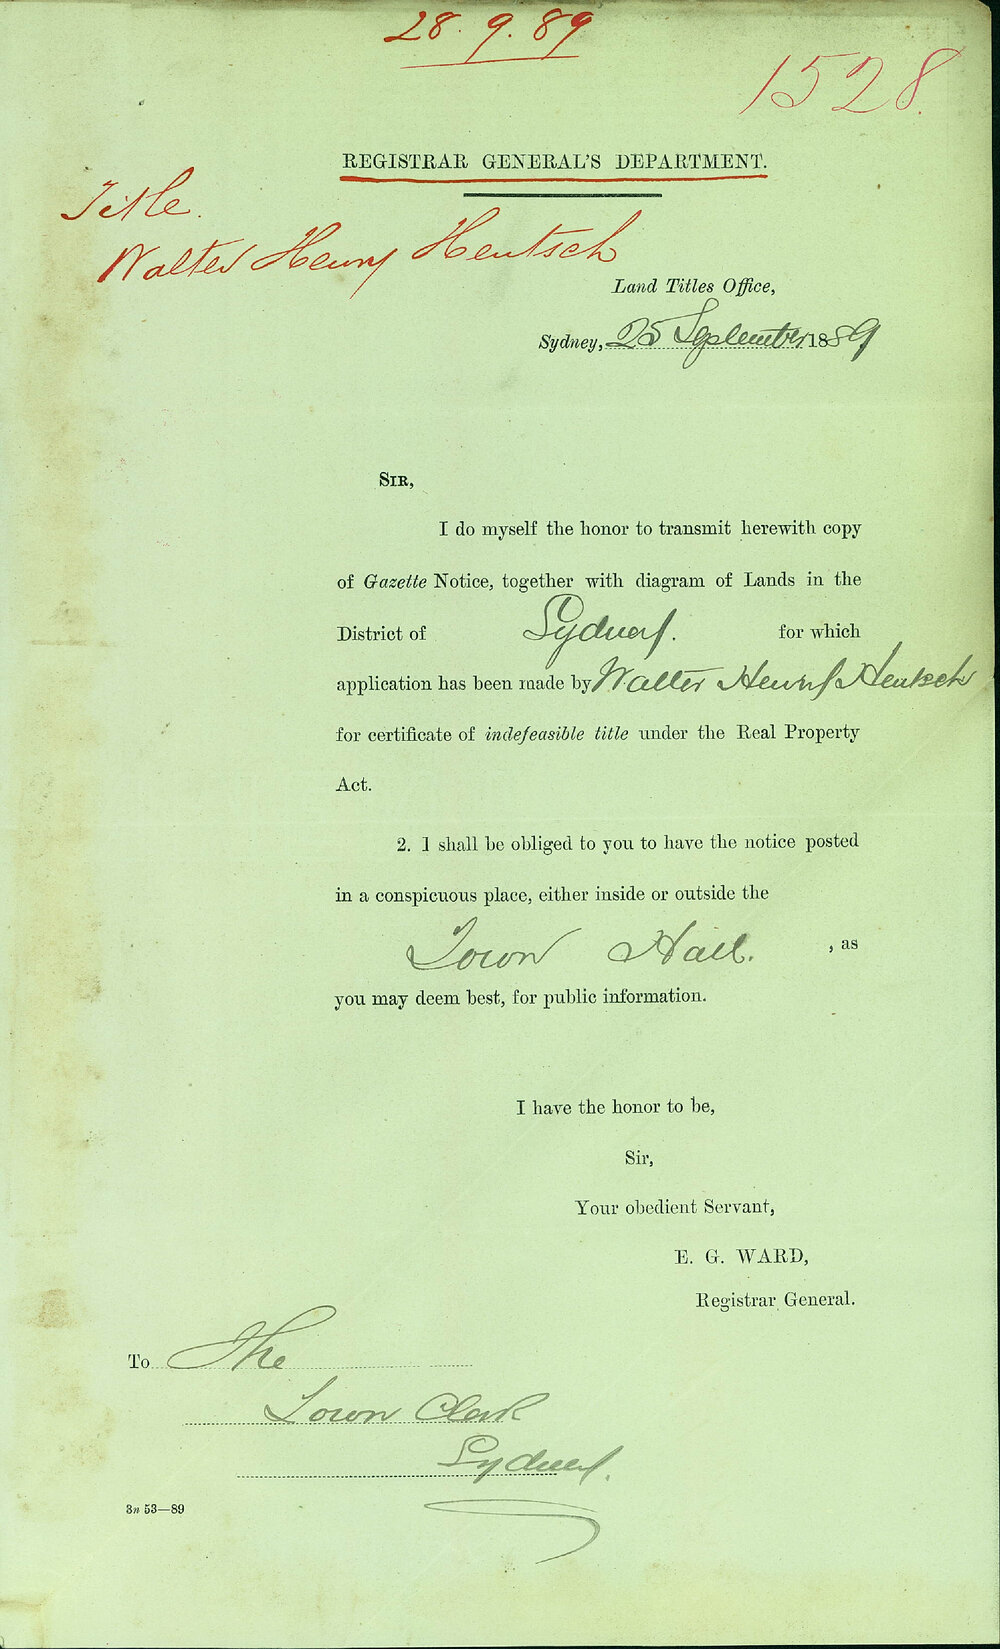 28.9.89
1528.
REGISTRAR GENERAL'S DEPARTMENT.
Title.
Walter Henry Hentsch
Land Titles Office,
Sydney, 25 September 1889
SIR,
I do myself the honor to transmit herewith copy
of Gazette Notice, together with diagram of Lands in the
District of Sydney. for which
application has been made by Walter Henry Hentsch
for certificate of indefeasible title under the Real Property
Act.
2. I shall be obliged to you to have the notice posted
in a conspicuous place, either inside or outside the
Town Hall. , as
you may deem best, for public information.
I have the honor to be,
Sir,
Your obedient Servant,
E. G. WARD,
Registrar General.
To The
Town Clerk
Sydney.
3n 53—89